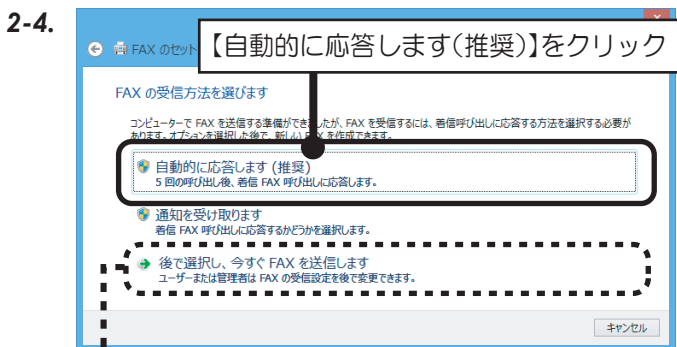 2-4.
【自動的に応答します(推奨)】をクリック
FAX のセット
FAX の受信方法を選びます
コンピューターで FAX を送信する準備ができましたが、FAX を受信するには、着信呼び出しに応答する方法を選択する必要が
あります。オプションを選択した後で、新しい FAX を作成できます。
自動的に応答します (推奨)
5 回の呼び出し後、着信 FAX 呼び出しに応答します。
通知を受け取ります
着信 FAX 呼び出しに応答するかどうかを選択します。
後で選択し、今すぐ FAX を送信します
ユーザーまたは管理者は FAX の受信設定を後で変更できます。
キャンセル